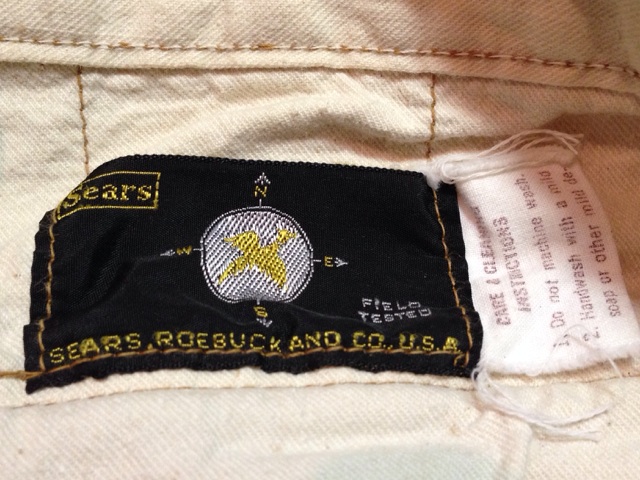 Sears
N
W
E
S
FIELD
TESTED
SEARS, ROEBUCK AND CO., U.S.A.
CARE & CLEANING
INSTRUCTIONS
1. Do not machine wash
2. Handwash with a mild
soap or other mild de